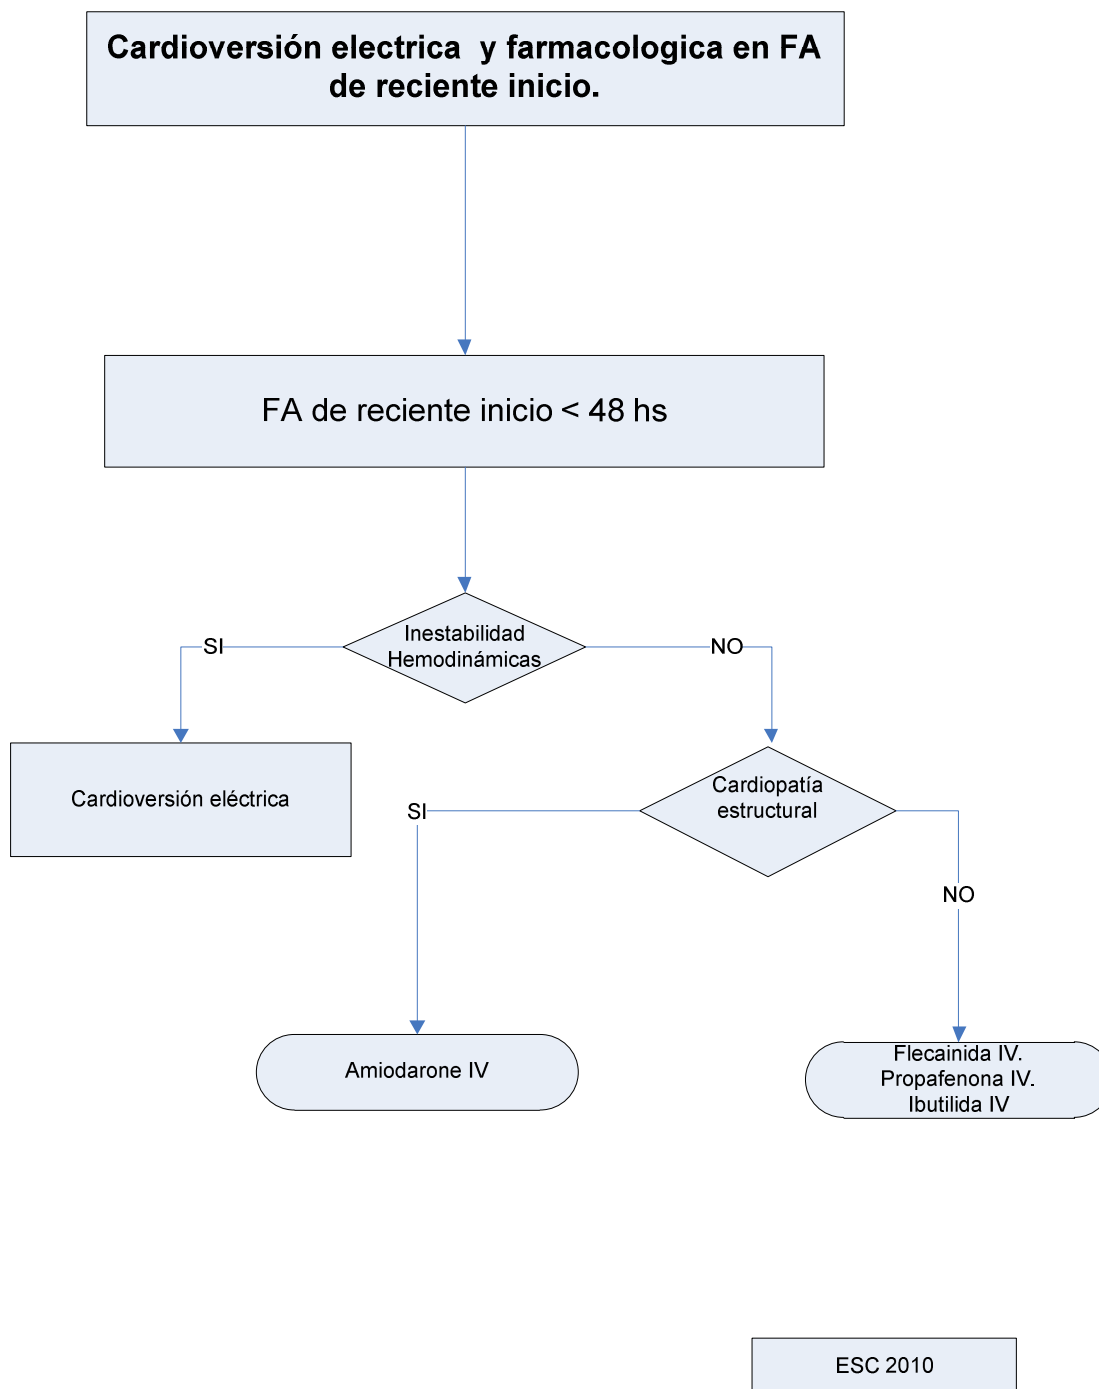 Cardioversión electrica y farmacologica en FA
de reciente inicio.
FA de reciente inicio < 48 hs
Inestabilidad
Hemodinámicas
SI
NO
Cardioversión eléctrica
Cardiopatía
estructural
SI
NO
Amiodarone IV
Flecainida IV.
Propafenona IV.
Ibutilida IV
ESC 2010